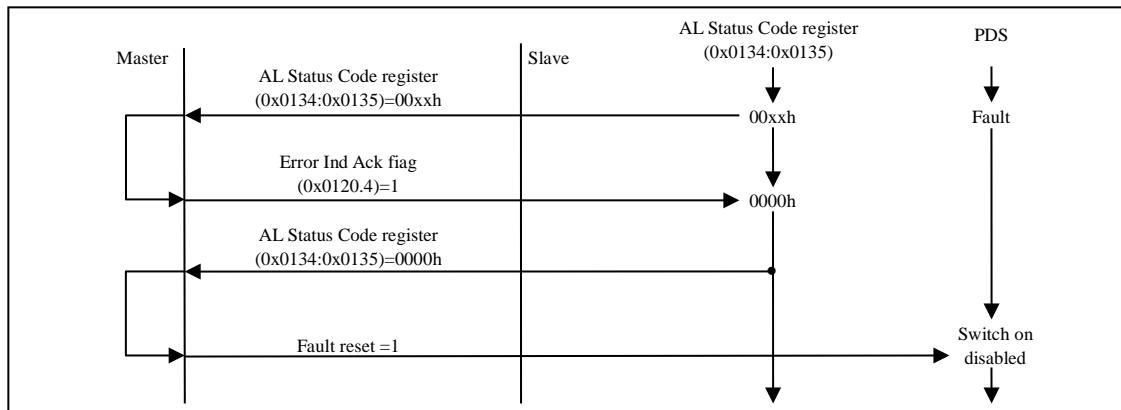 AL Status Code register
(0x0134:0x0135)
PDS
Master
Slave
AL Status Code register
(0x0134:0x0135)=00xxh
00xxh
Fault
Error Ind Ack fiag
(0x0120.4)=1
0000h
AL Status Code register
(0x0134:0x0135)=0000h
Fault reset =1
Switch on
disabled